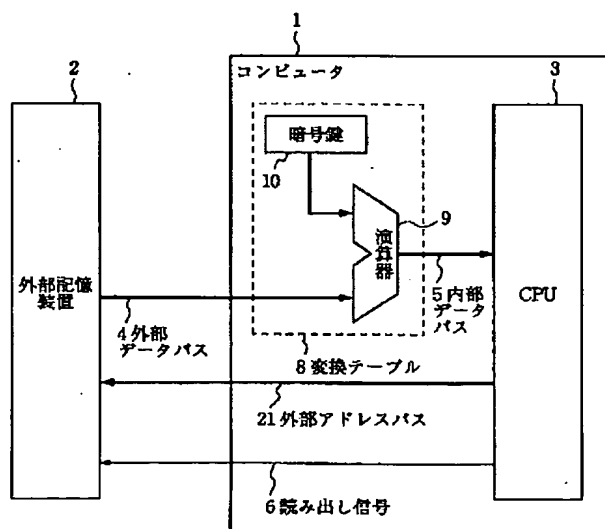 1
コンピュータ
2
3
暗号鍵
10
9
演算器
外部記憶
装置
CPU
4外部
データバス
5内部
データ
バス
8変換テーブル
21外部アドレスバス
6読み出し信号